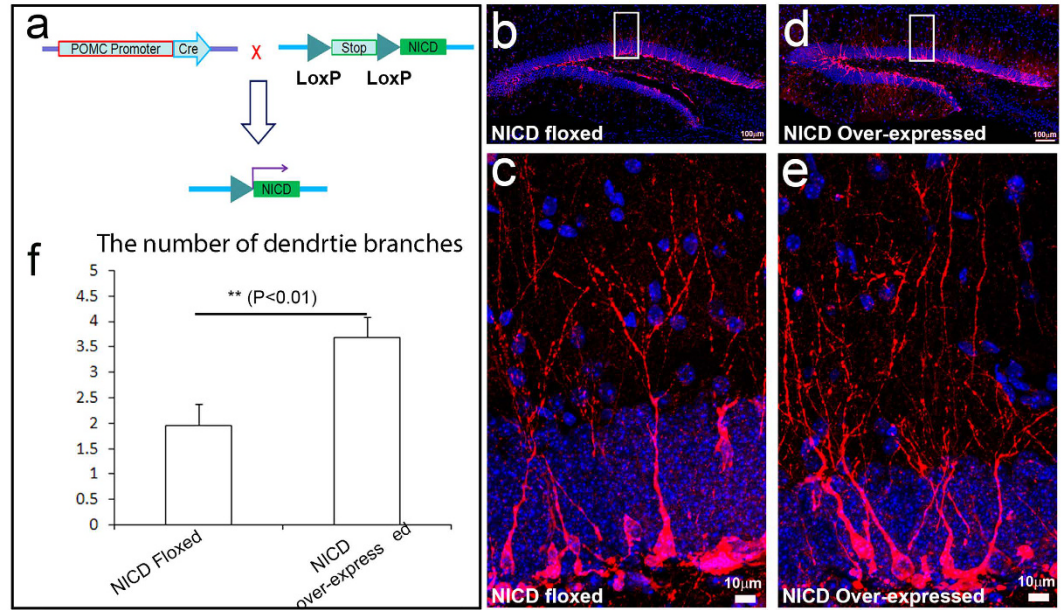 a
POMC Promoter
Cre
X
Stop
NICD
LoxP
LoxP
NICD
f
The number of dendrtie branches
5
4.5
4
3.5
3
2.5
2
1.5
1
0.5
0
** (P<0.01)
NICD Floxed
NICD
over-express ed
b
NICD floxed
100μm
d
NICD Over-expressed
100μm
c
NICD floxed
10μm
e
NICD Over-expressed
10μm